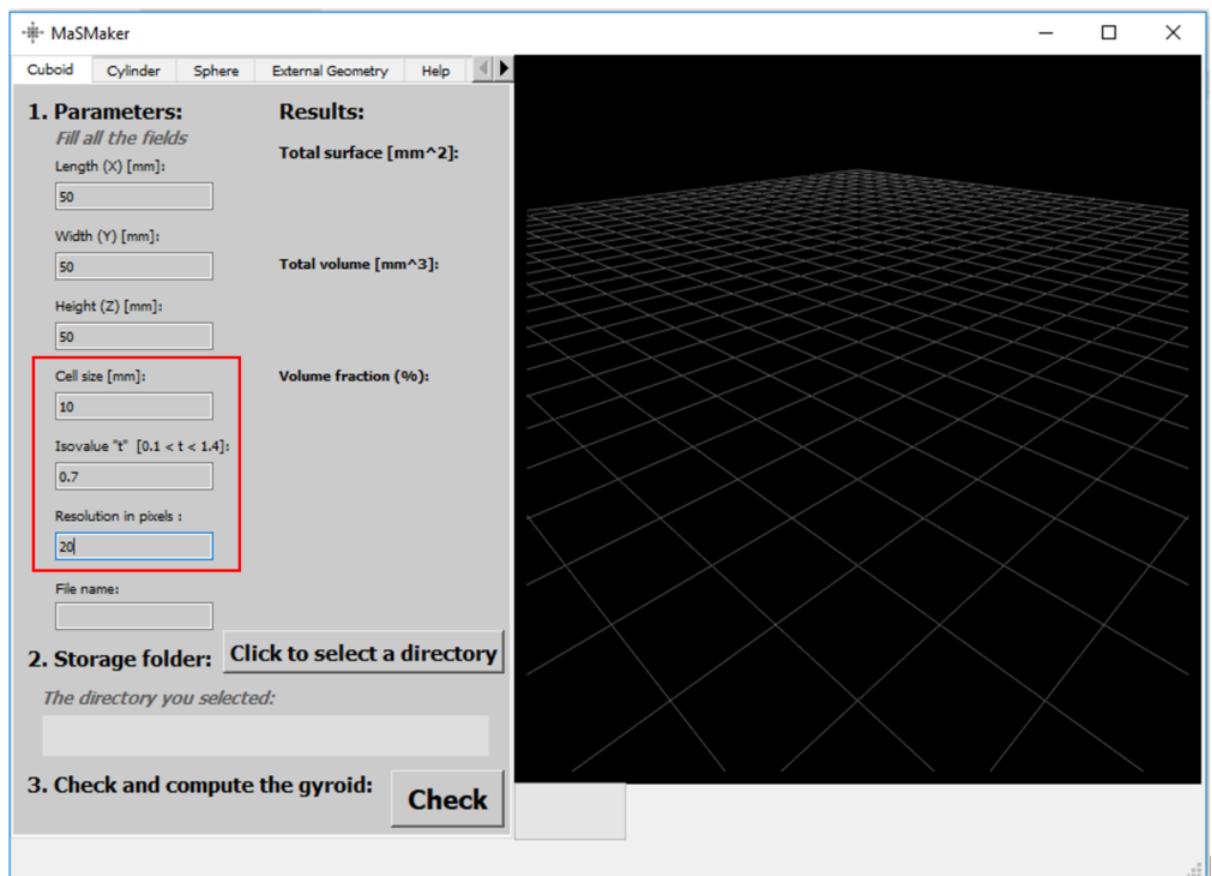 MaSMaker
Cuboid Cylinder Sphere External Geometry Help
1. Parameters:
Fill all the fields
Length (X) [mm]:
50
Width (Y) [mm]:
50
Height (Z) [mm]:
50
Cell size [mm]:
10
Isovalue "t" [0.1 < t < 1.4]:
0.7
Resolution in pixels :
20
File name:
Results:
Total surface [mm^2]:
Total volume [mm^3]:
Volume fraction (%):
2. Storage folder: Click to select a directory
The directory you selected:
3. Check and compute the gyroid: Check